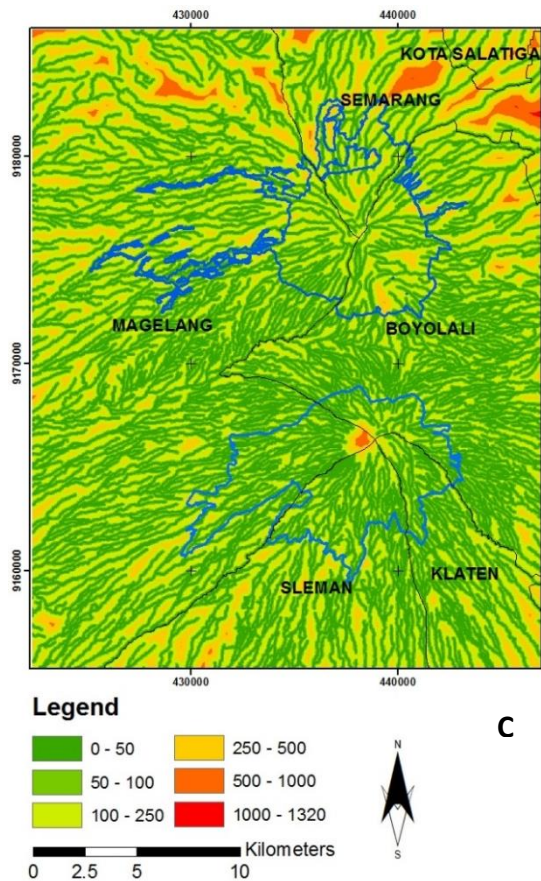 430000 440000
KOTA SALATIGA
SEMARANG
9180000
MAGELANG
BOYOLALI
9170000
9160000
SLEMAN
KLATEN
430000 440000
Legend
C
0 - 50
250 - 500
50 - 100
500 - 1000
100 - 250
1000 - 1320
N
S
Kilometers
0 2.5 5 10